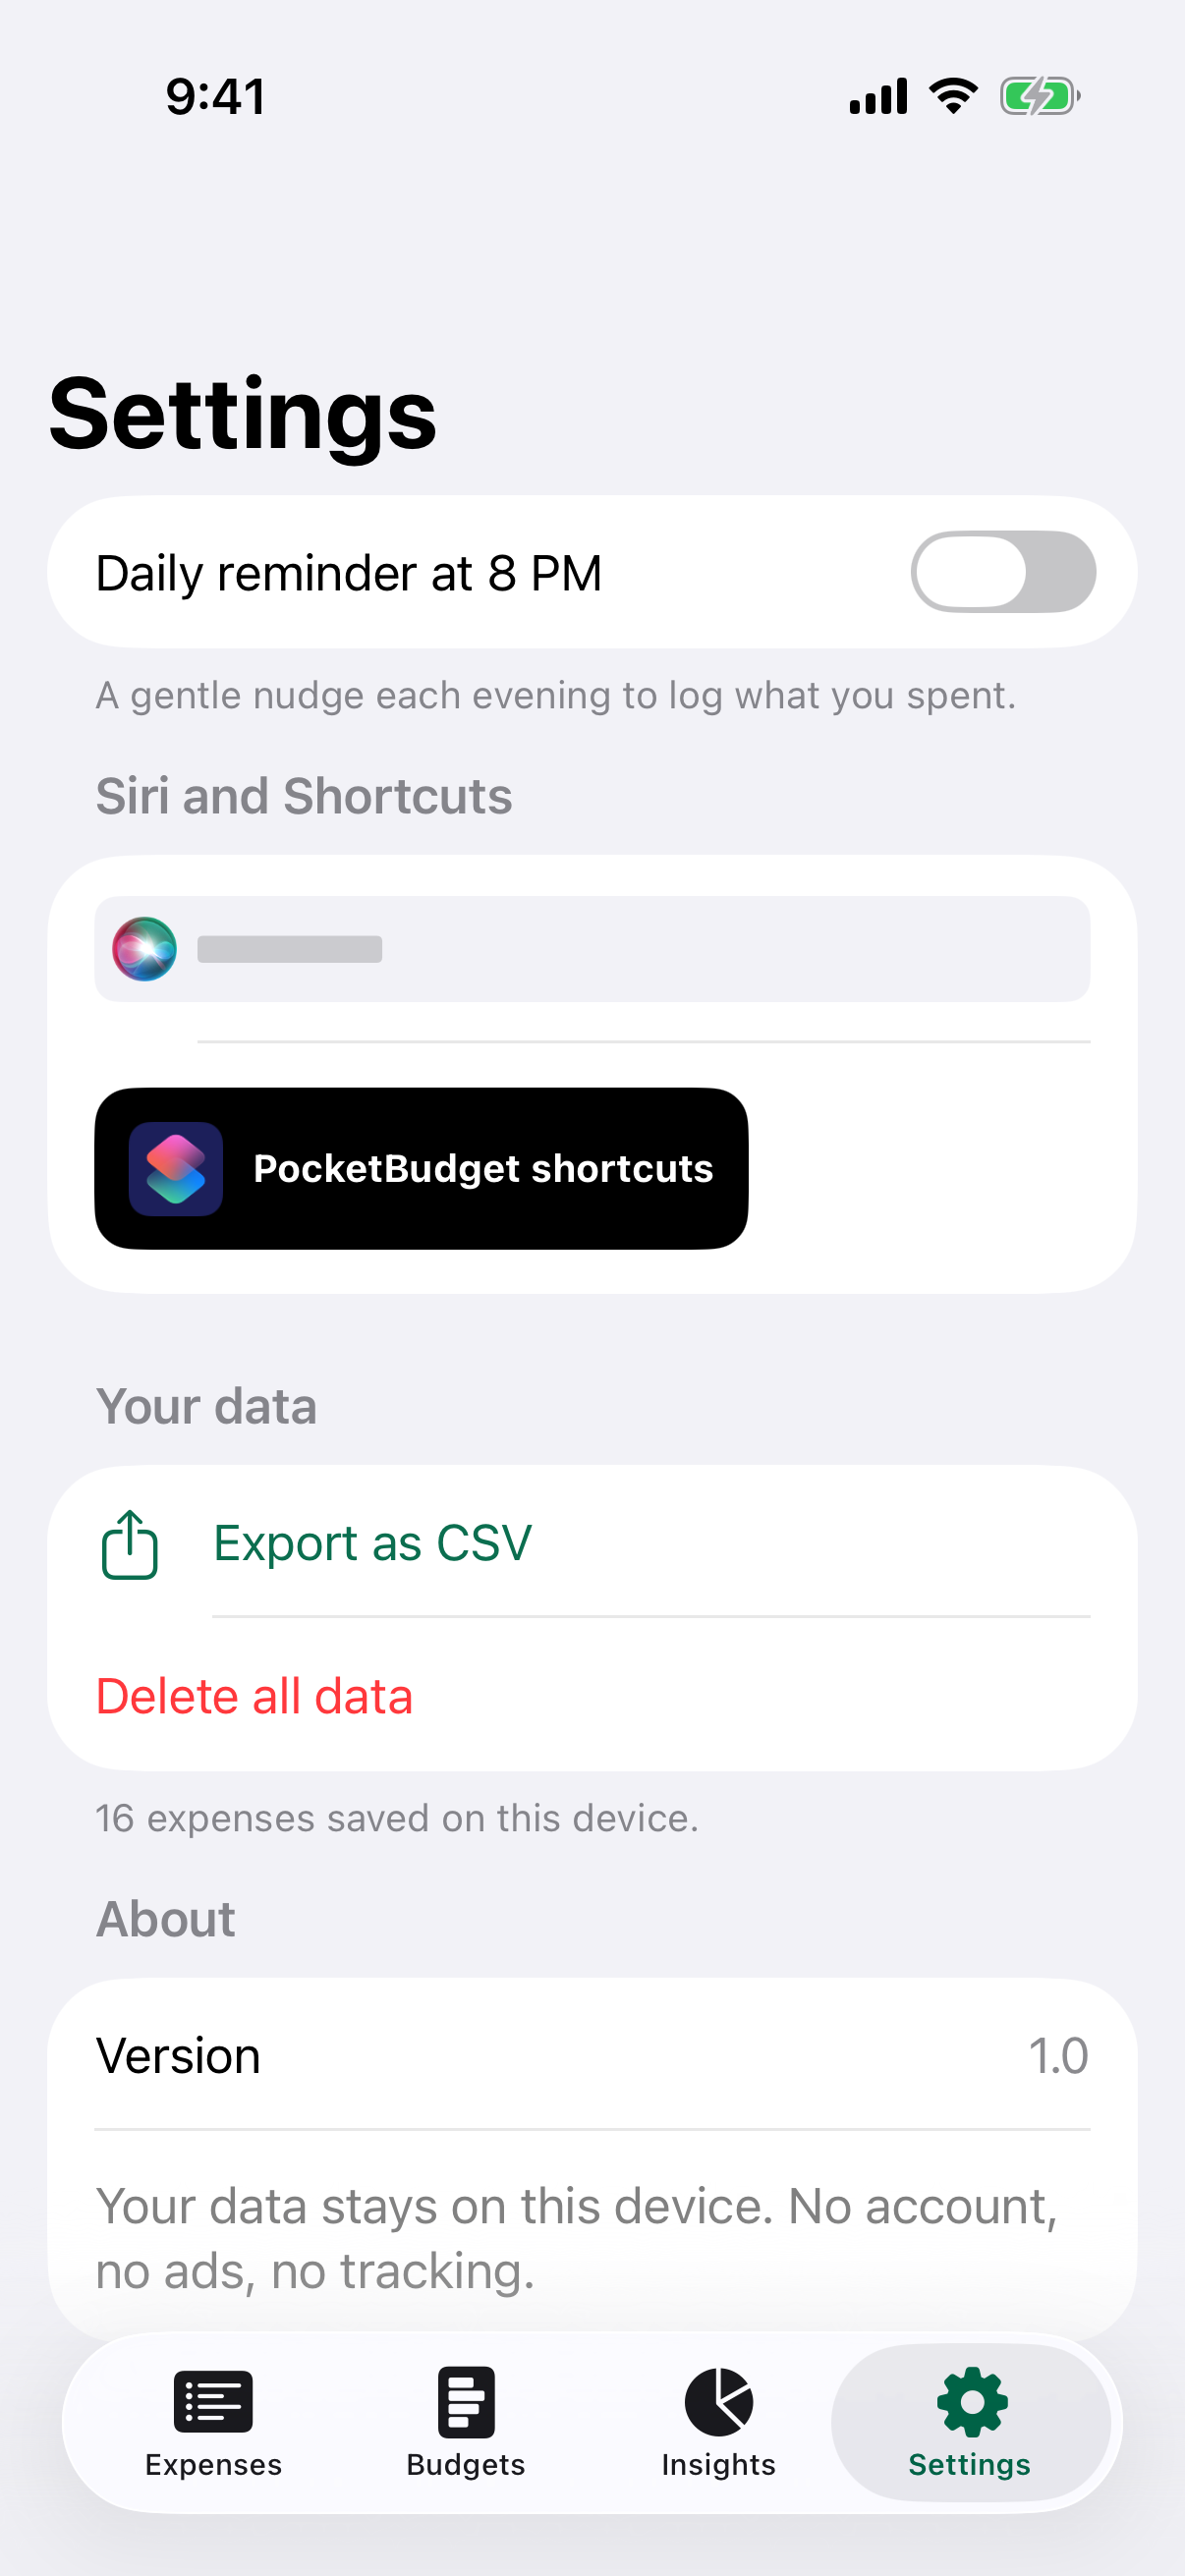 9:41
Settings
Daily reminder at 8 PM
A gentle nudge each evening to log what you spent.
Siri and Shortcuts
PocketBudget shortcuts
Your data
Export as CSV
Delete all data
16 expenses saved on this device.
About
Version 1.0
Your data stays on this device. No account,
no ads, no tracking.
Expenses Budgets Insights Settings